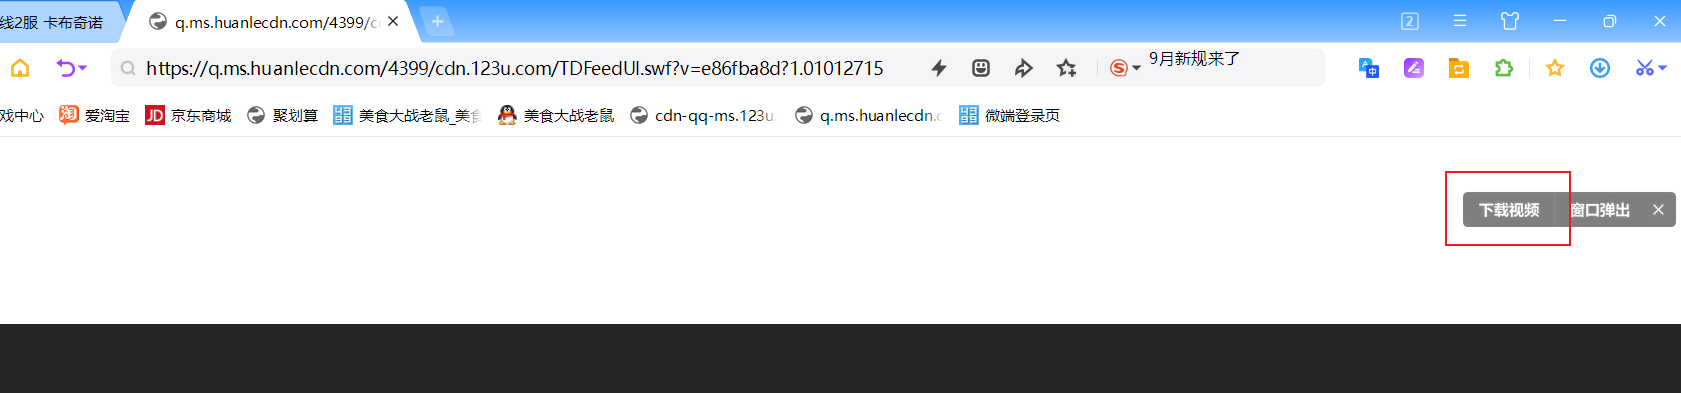 线2服 卡布奇诺
q.ms.huanlecdn.com/4399/c
2
https://q.ms.huanlecdn.com/4399/cdn.123u.com/TDFeedUI.swf?v=e86fba8d?1.01012715
9月新规来了
戏中心 爱淘宝 JD 京东商城 聚划算 美食大战老鼠_美食 美食大战老鼠 cdn-qq-ms.123u. q.ms.huanlecdn.c 微端登录页
下载视频 窗口弹出